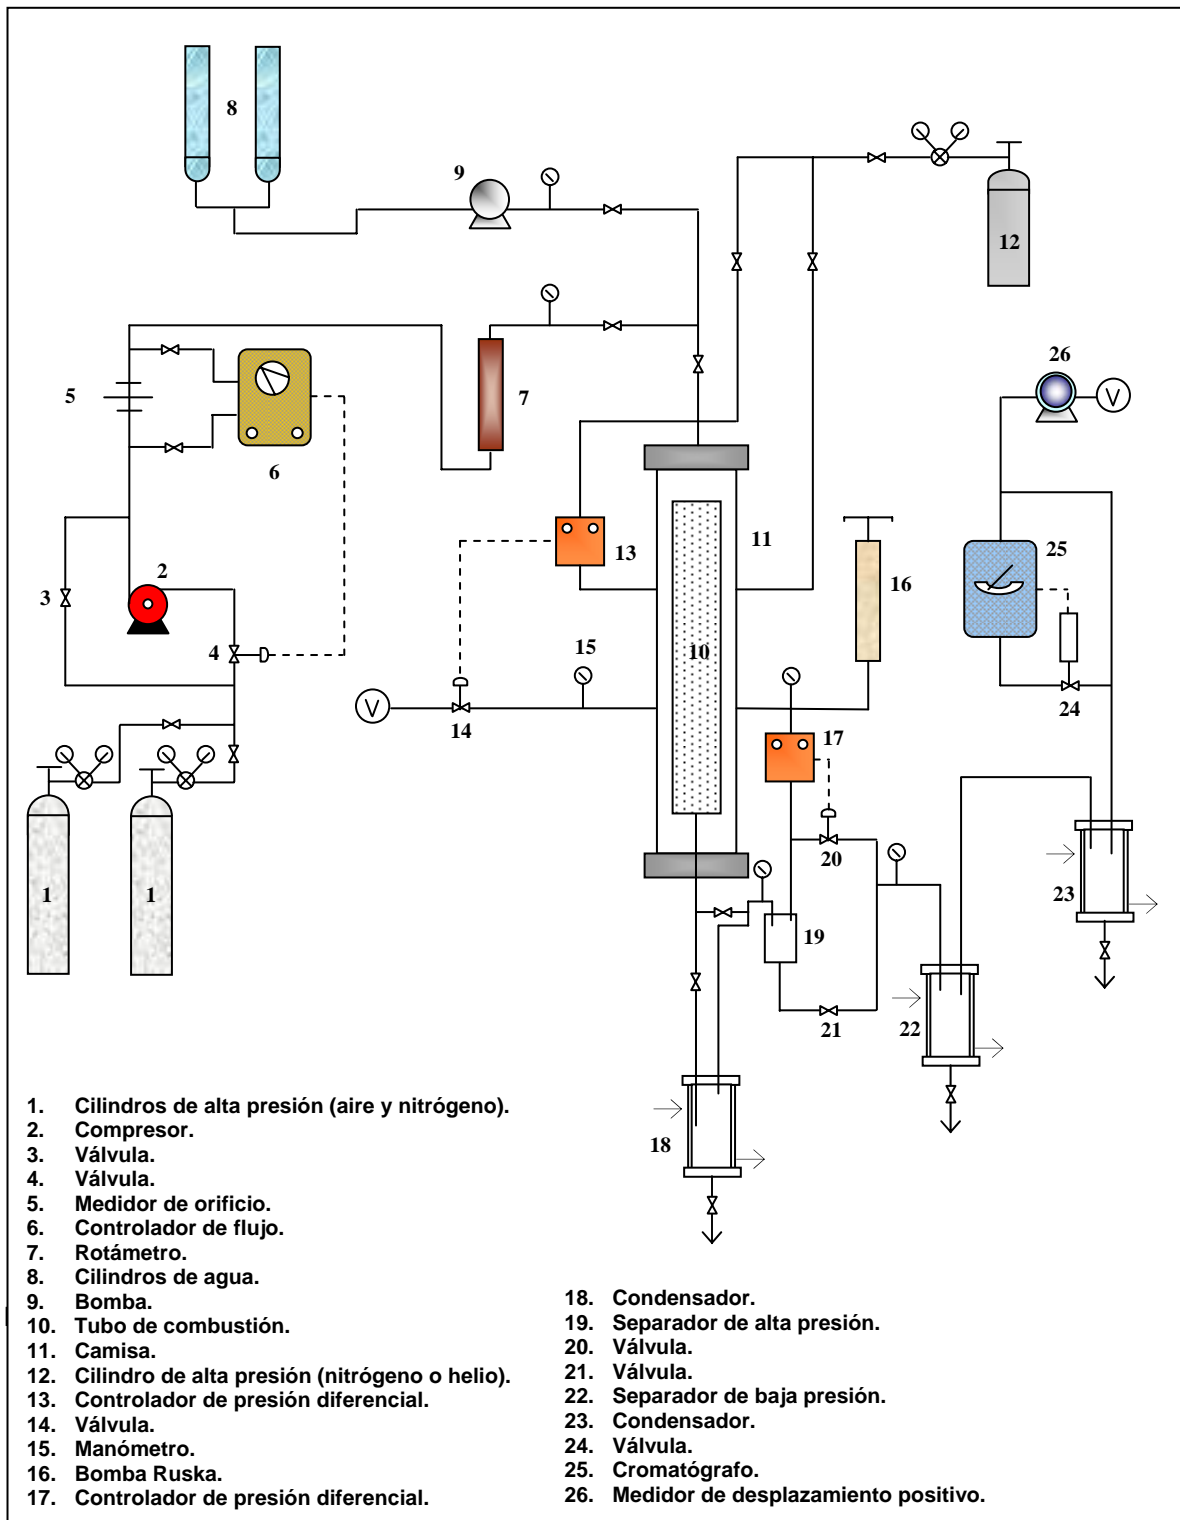 8
9
12
26
V
5
7
6
25
11
13
2
3
16
15
4
10
V
14
24
17
20
1
1
23
19
22
21
18
1. Cilindros de alta presión (aire y nitrógeno).
2. Compresor.
3. Válvula.
4. Válvula.
5. Medidor de orificio.
6. Controlador de flujo.
7. Rotámetro.
8. Cilindros de agua.
9. Bomba.
10. Tubo de combustión.
11. Camisa.
12. Cilindro de alta presión (nitrógeno o helio).
13. Controlador de presión diferencial.
14. Válvula.
15. Manómetro.
16. Bomba Ruska.
17. Controlador de presión diferencial.
18. Condensador.
19. Separador de alta presión.
20. Válvula.
21. Válvula.
22. Separador de baja presión.
23. Condensador.
24. Válvula.
25. Cromatógrafo.
26. Medidor de desplazamiento positivo.